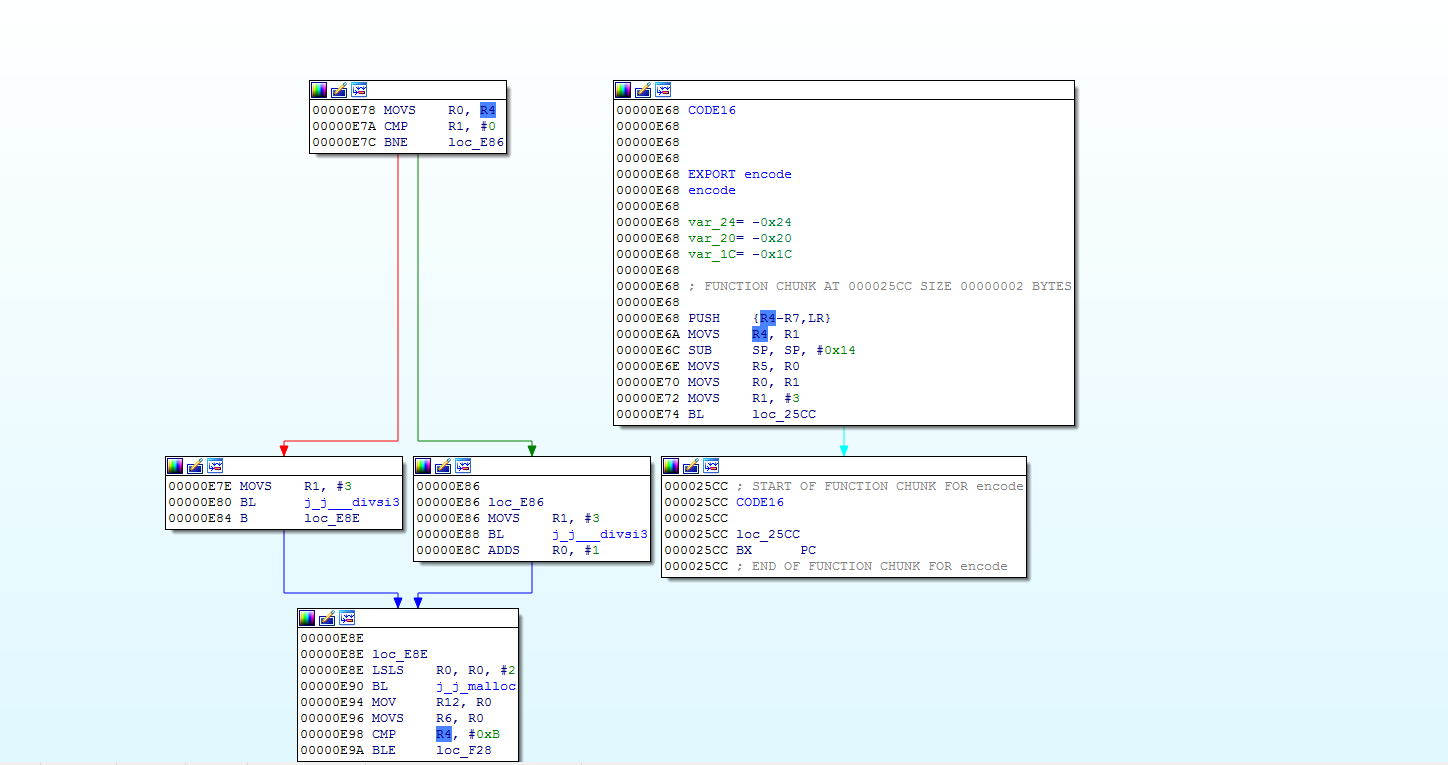 00000E78 MOVS R0, R4
00000E7A CMP R1, #0
00000E7C BNE loc_E86
00000E68 CODE16
00000E68
00000E68
00000E68
00000E68 EXPORT encode
00000E68 encode
00000E68
00000E68 var_24= -0x24
00000E68 var_20= -0x20
00000E68 var_1C= -0x1C
00000E68
00000E68 ; FUNCTION CHUNK AT 000025CC SIZE 00000002 BYTES
00000E68
00000E68 PUSH {R4-R7,LR}
00000E6A MOVS R4, R1
00000E6C SUB SP, SP, #0x14
00000E6E MOVS R5, R0
00000E70 MOVS R0, R1
00000E72 MOVS R1, #3
00000E74 BL loc_25CC
00000E7E MOVS R1, #3
00000E80 BL j_j___divsi3
00000E84 B loc_E8E
00000E86
00000E86 loc_E86
00000E86 MOVS R1, #3
00000E88 BL j_j___divsi3
00000E8C ADDS R0, #1
000025CC ; START OF FUNCTION CHUNK FOR encode
000025CC CODE16
000025CC
000025CC loc_25CC
000025CC BX PC
000025CC ; END OF FUNCTION CHUNK FOR encode
00000E8E
00000E8E loc_E8E
00000E8E LSLS R0, R0, #2
00000E90 BL j_j_malloc
00000E94 MOV R12, R0
00000E96 MOVS R6, R0
00000E98 CMP R4, #0xB
00000E9A BLE loc_F28